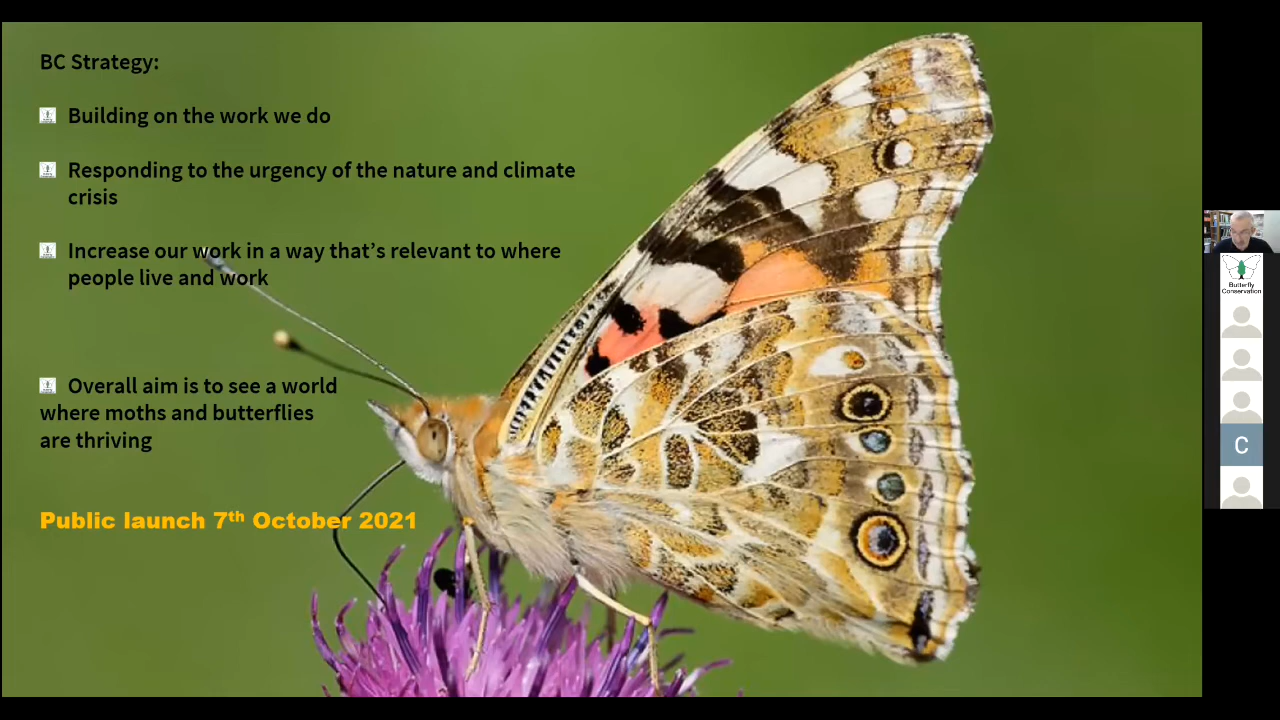 BC Strategy:
Building on the work we do
Responding to the urgency of the nature and climate
crisis
Increase our work in a way that’s relevant to where
people live and work
Overall aim is to see a world
where moths and butterflies
are thriving
Public launch 7th October 2021
Butterfly
Conservation
C